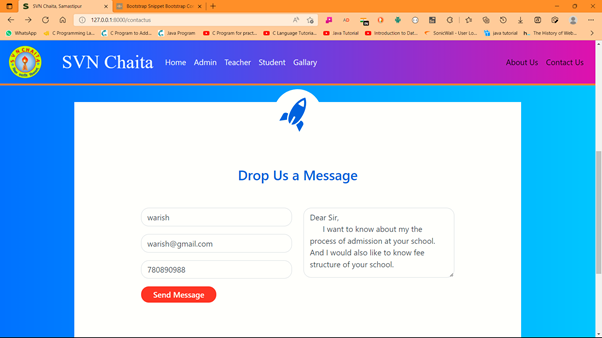 SVN Chaita, Samastipur
Bootstrap Snippet Bootstrap Con
127.0.0.1:8000/contactus
WhatsApp
C Programming La...
C Program to Add...
Java Program
C Program for pract...
C Language Tutoria...
Java Tutorial
Introduction to Dat...
SonicWall - User Lo...
java tutorial
The History of Web...
SVN Chaita Home Admin Teacher Student Gallary About Us Contact Us
Drop Us a Message
warish
warish@gmail.com
780890988
Dear Sir,
I want to know about my the
process of admission at your school.
And I would also like to know fee
structure of your school.
Send Message